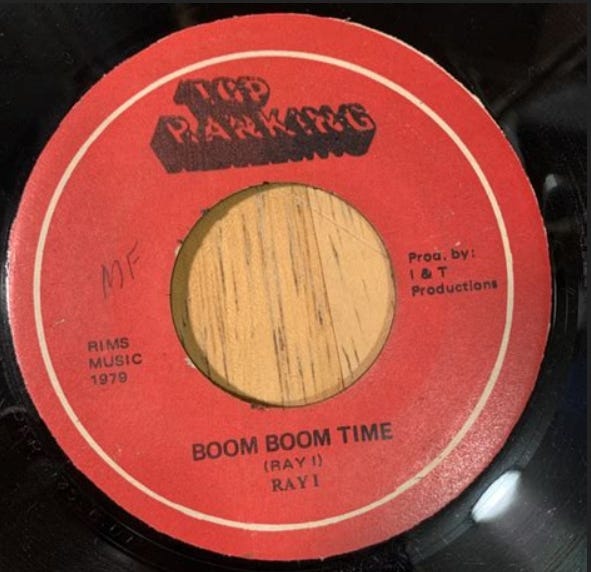 TOP
RANKING
MF
Prod. by:
I & T
Productions
RIMS
MUSIC
1979
BOOM BOOM TIME
(RAY I)
RAY I